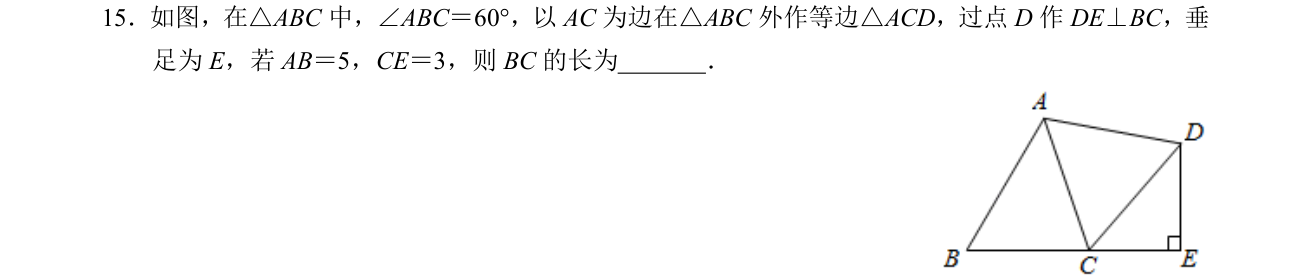 15．如图，在△ABC 中，∠ABC＝60°，以 AC 为边在△ABC 外作等边△ACD，过点 D 作 DE⊥BC，垂
足为 E，若 AB＝5，CE＝3，则 BC 的长为_______．
A
D
B
C
E